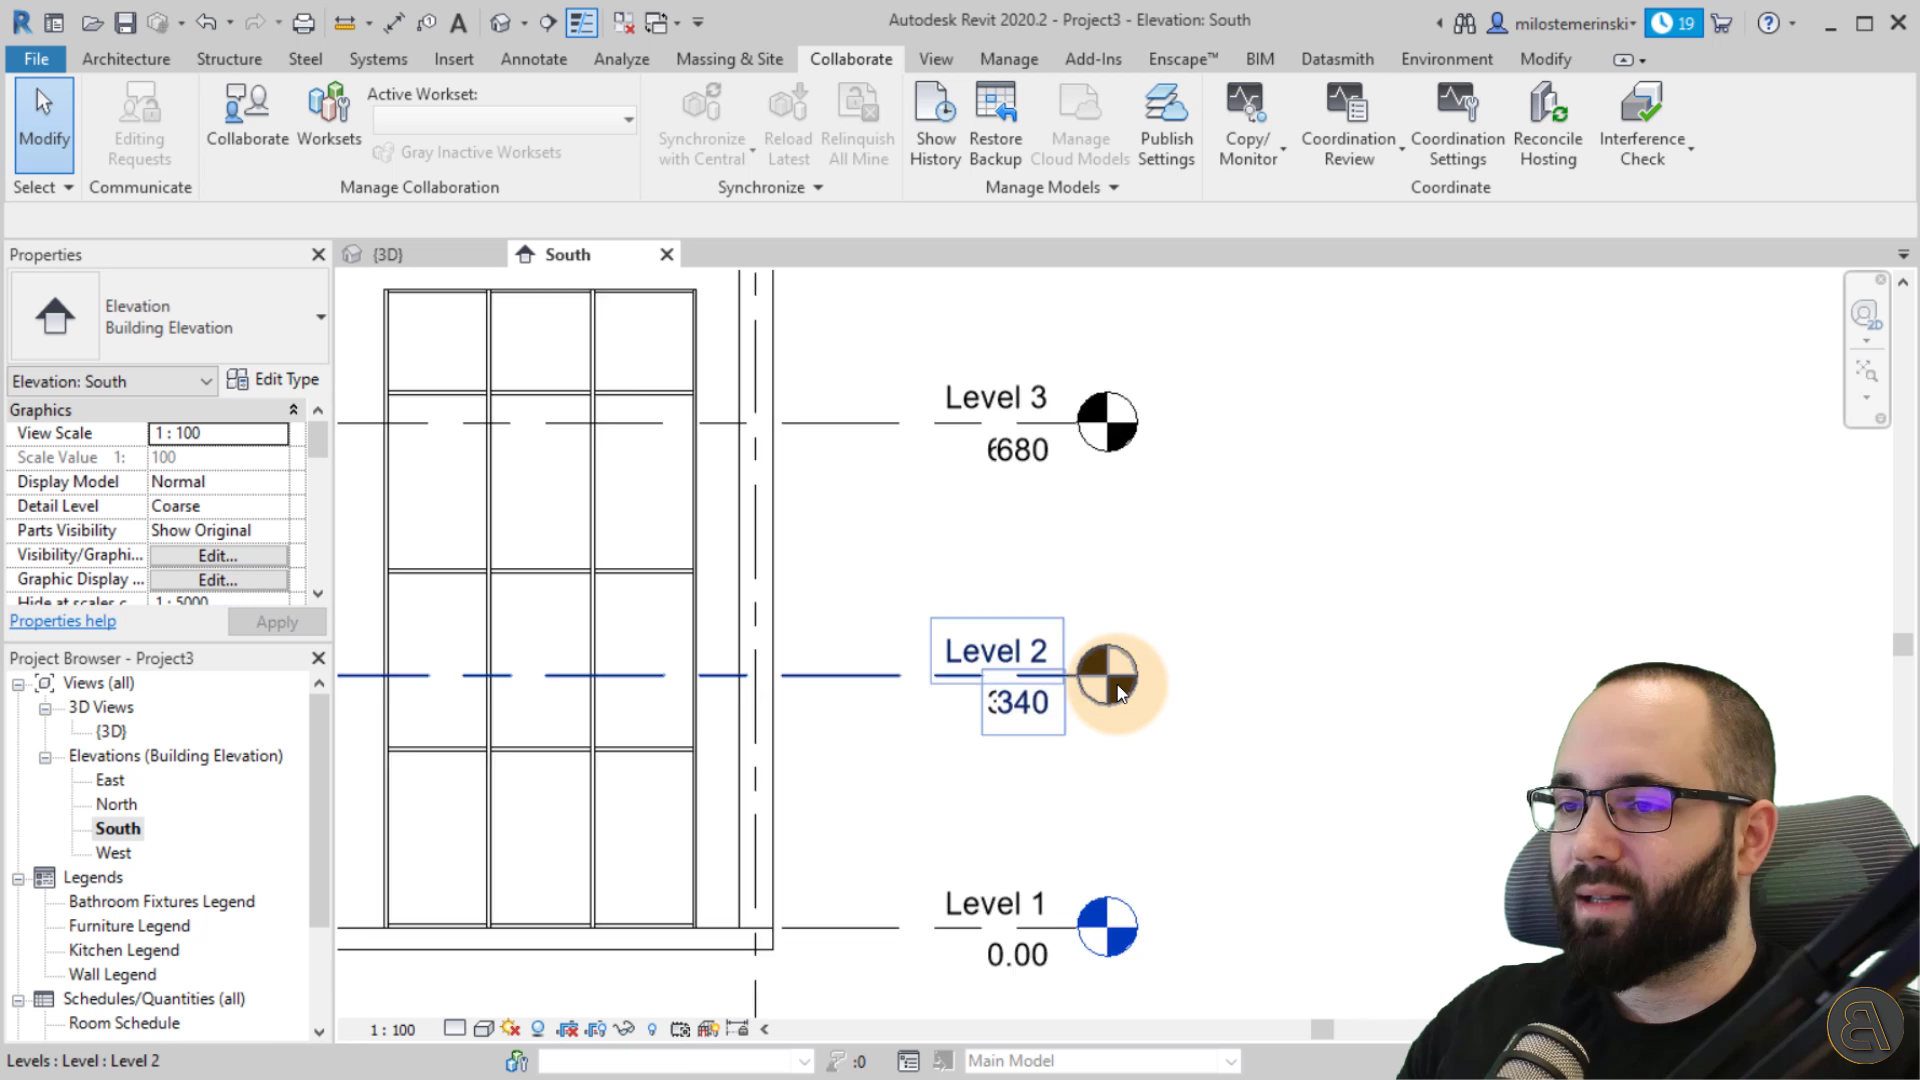 Autodesk Revit 2020.2 - Project3 - Elevation: South
milostemerinski
19
File Architecture Structure Steel Systems Insert Annotate Analyze Massing & Site Collaborate View Manage Add-Ins Enscape™ BIM Datasmith Environment Modify
Modify
Select
Editing Requests
Communicate
Collaborate
Worksets
Active Workset:
Gray Inactive Worksets
Manage Collaboration
Synchronize with Central
Reload Latest
Relinquish All Mine
Synchronize
Show History
Restore Backup
Manage Cloud Models
Publish Settings
Manage Models
Copy/ Monitor
Coordination Review
Coordination Settings
Reconcile Hosting
Interference Check
Coordinate
Properties
{3D}
South
Elevation
Building Elevation
Elevation: South
Edit Type
Graphics
View Scale 1 : 100
Scale Value 1: 100
Display Model Normal
Detail Level Coarse
Parts Visibility Show Original
Visibility/Graphi... Edit...
Graphic Display ... Edit...
Hide at scales c... 1 : 5000
Properties help
Apply
Project Browser - Project3
Views (all)
3D Views
{3D}
Elevations (Building Elevation)
East
North
South
West
Legends
Bathroom Fixtures Legend
Furniture Legend
Kitchen Legend
Wall Legend
Schedules/Quantities (all)
Room Schedule
Level 3
6680
Level 2
3340
Level 1
0.00
2D
1 : 100
Levels : Level : Level 2
:0
Main Model